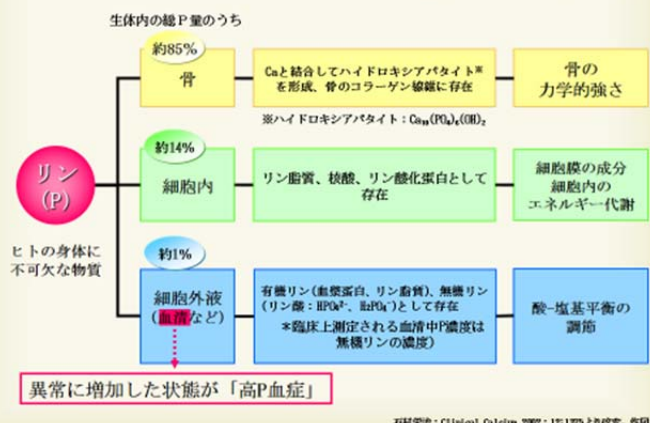 生体内の総P量のうち
約85%
骨
Caと結合してハイドロキシアパタイト※
を形成、骨のコラーゲン線維に存在
骨の
力学的強さ
※ハイドロキシアパタイト：Ca₁₀(PO₄)₆(OH)₂
リン
(P)
ヒトの身体に
不可欠な物質
約14%
細胞内
リン脂質、核酸、リン酸化蛋白として
存在
細胞膜の成分
細胞内の
エネルギー代謝
約1%
細胞外液
(血清など)
有機リン(血漿蛋白、リン脂質)、無機リン
(リン酸：HPO₄²⁻、H₂PO₄⁻)として存在
*臨床上測定される血清中P濃度は
無機リンの濃度)
酸−塩基平衡の
調節
異常に増加した状態が「高P血症」